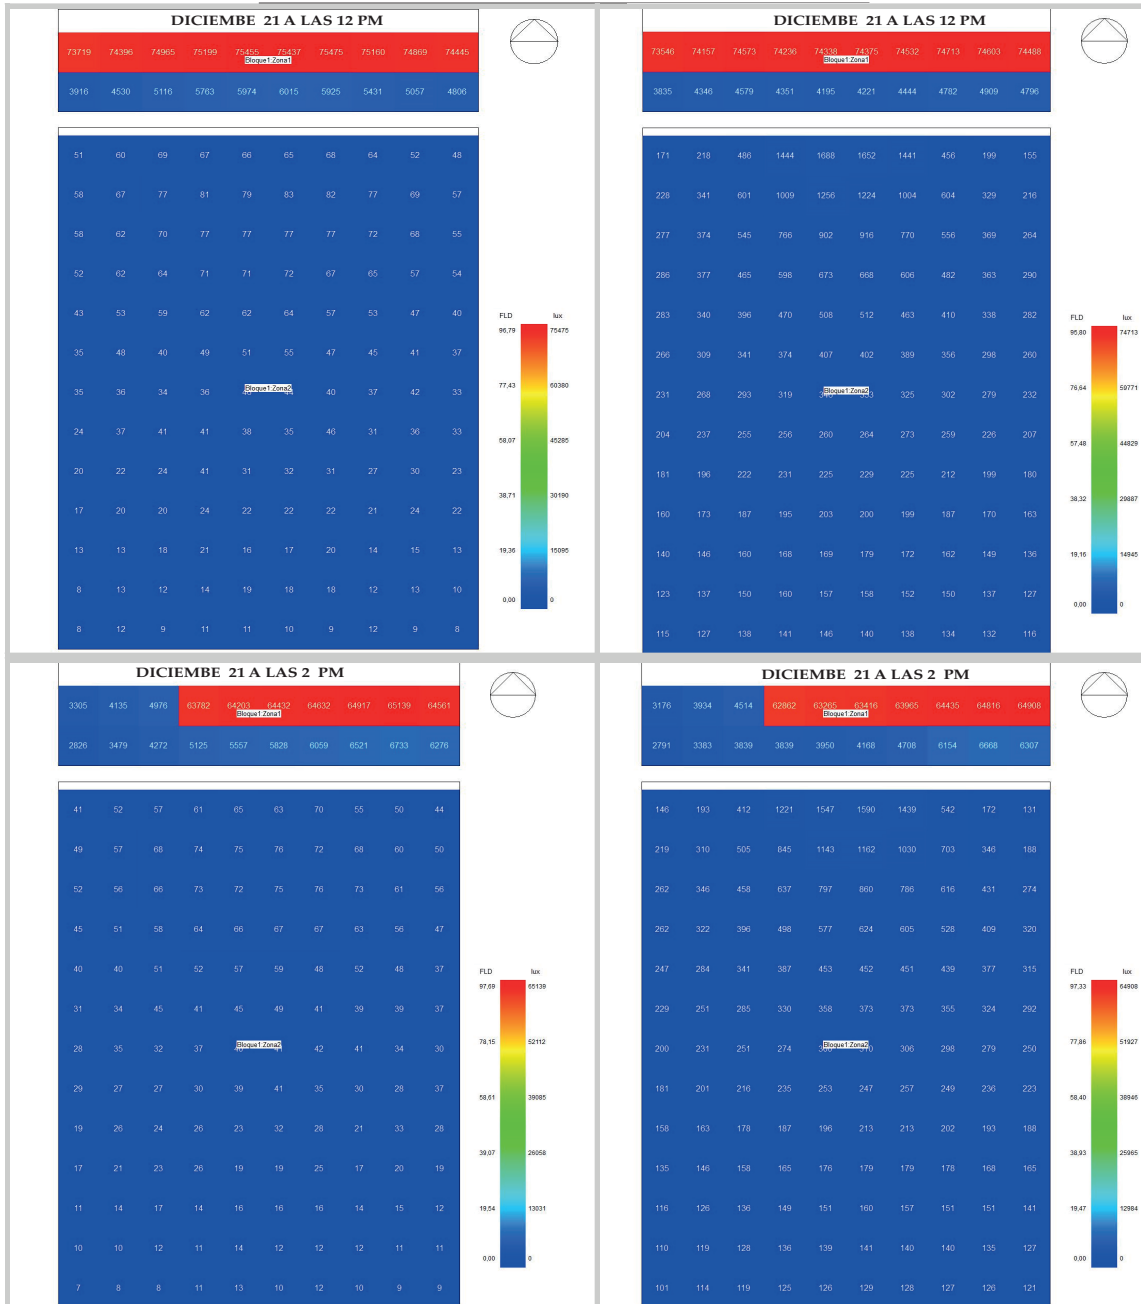 DICIEMBRE 21 A LAS 12 PM
73719 74396 74965 75199 75455 75437 75475 75160 74869 74445
Bloque1:Zona1
3916 4530 5116 5763 5974 6015 5925 5431 5057 4806
51 60 69 67 66 65 68 64 52 48
58 67 77 81 79 83 82 77 69 57
58 62 70 77 77 77 77 72 68 55
52 62 64 71 71 72 67 65 57 54
43 53 59 62 62 64 57 53 47 40
35 48 40 49 51 55 47 45 41 37
35 36 34 36 Bloque1:Zona2 40 37 42 33
24 37 41 41 38 35 46 31 36 33
20 22 24 41 31 32 31 27 30 23
17 20 20 24 22 22 22 21 24 22
13 13 18 21 16 17 20 14 15 13
8 13 12 14 19 18 18 12 13 10
8 12 9 11 11 10 9 12 9 8
FLD lux
96,79 75475
77,43 60380
58,07 45285
38,71 30190
19,36 15095
0,00 0
DICIEMBRE 21 A LAS 12 PM
73546 74157 74573 74236 74338 74375 74532 74713 74603 74488
Bloque1:Zona1
3835 4346 4579 4351 4195 4221 4444 4782 4909 4796
171 218 486 1444 1688 1652 1441 456 199 155
228 341 601 1009 1256 1224 1004 604 329 216
277 374 545 766 902 916 770 556 369 264
286 377 465 598 673 668 606 482 363 290
283 340 396 470 508 512 463 410 338 282
266 309 341 374 407 402 389 356 298 260
231 268 293 319 Bloque1:Zona2 325 302 279 232
204 237 255 256 260 264 273 259 226 207
181 196 222 231 225 229 225 212 199 180
160 173 187 195 203 200 199 187 170 163
140 146 160 168 169 179 172 162 149 136
123 137 150 160 157 158 152 150 137 127
115 127 138 141 146 140 138 134 132 116
FLD lux
95,80 74713
76,64 59771
57,48 44829
38,32 29887
19,16 14945
0,00 0
DICIEMBRE 21 A LAS 2 PM
3305 4135 4976 63782 64203 64432 64632 64917 65139 64561
Bloque1:Zona1
2826 3479 4272 5125 5557 5828 6059 6521 6733 6276
41 52 57 61 65 63 70 55 50 44
49 57 68 74 75 76 72 68 60 50
52 56 66 73 72 75 76 73 61 56
45 51 58 64 66 67 67 63 56 47
40 40 51 52 57 59 48 52 48 37
31 34 45 41 45 49 41 39 39 37
28 35 32 37 Bloque1:Zona2 42 41 34 30
29 27 27 30 39 41 35 30 28 37
19 26 24 26 23 32 28 21 33 28
17 21 23 26 19 19 25 17 20 19
11 14 17 14 16 16 16 14 15 12
10 10 12 11 14 12 12 12 11 11
7 8 8 11 13 10 12 10 9 9
FLD lux
97,69 65139
78,15 52112
58,61 39085
39,07 26058
19,54 13031
0,00 0
DICIEMBRE 21 A LAS 2 PM
3176 3934 4514 62862 63265 63416 63965 64435 64816 64908
Bloque1:Zona1
2791 3383 3839 3839 3950 4168 4708 6154 6668 6307
146 193 412 1221 1547 1590 1439 542 172 131
219 310 505 845 1143 1162 1030 703 346 188
262 346 458 637 797 860 786 616 431 274
262 322 396 498 577 624 605 528 409 320
247 284 341 387 453 452 451 439 377 315
229 251 285 330 358 373 373 355 324 292
200 231 251 274 Bloque1:Zona2 306 298 279 250
181 201 216 235 253 247 257 249 236 223
158 163 178 187 196 213 213 202 193 188
135 146 158 165 176 179 179 178 168 165
116 126 136 149 151 160 157 151 151 141
110 119 128 136 139 141 140 140 135 127
101 114 119 125 126 129 128 127 126 121
FLD lux
97,33 64908
77,86 51927
58,40 38946
38,93 25965
19,47 12984
0,00 0